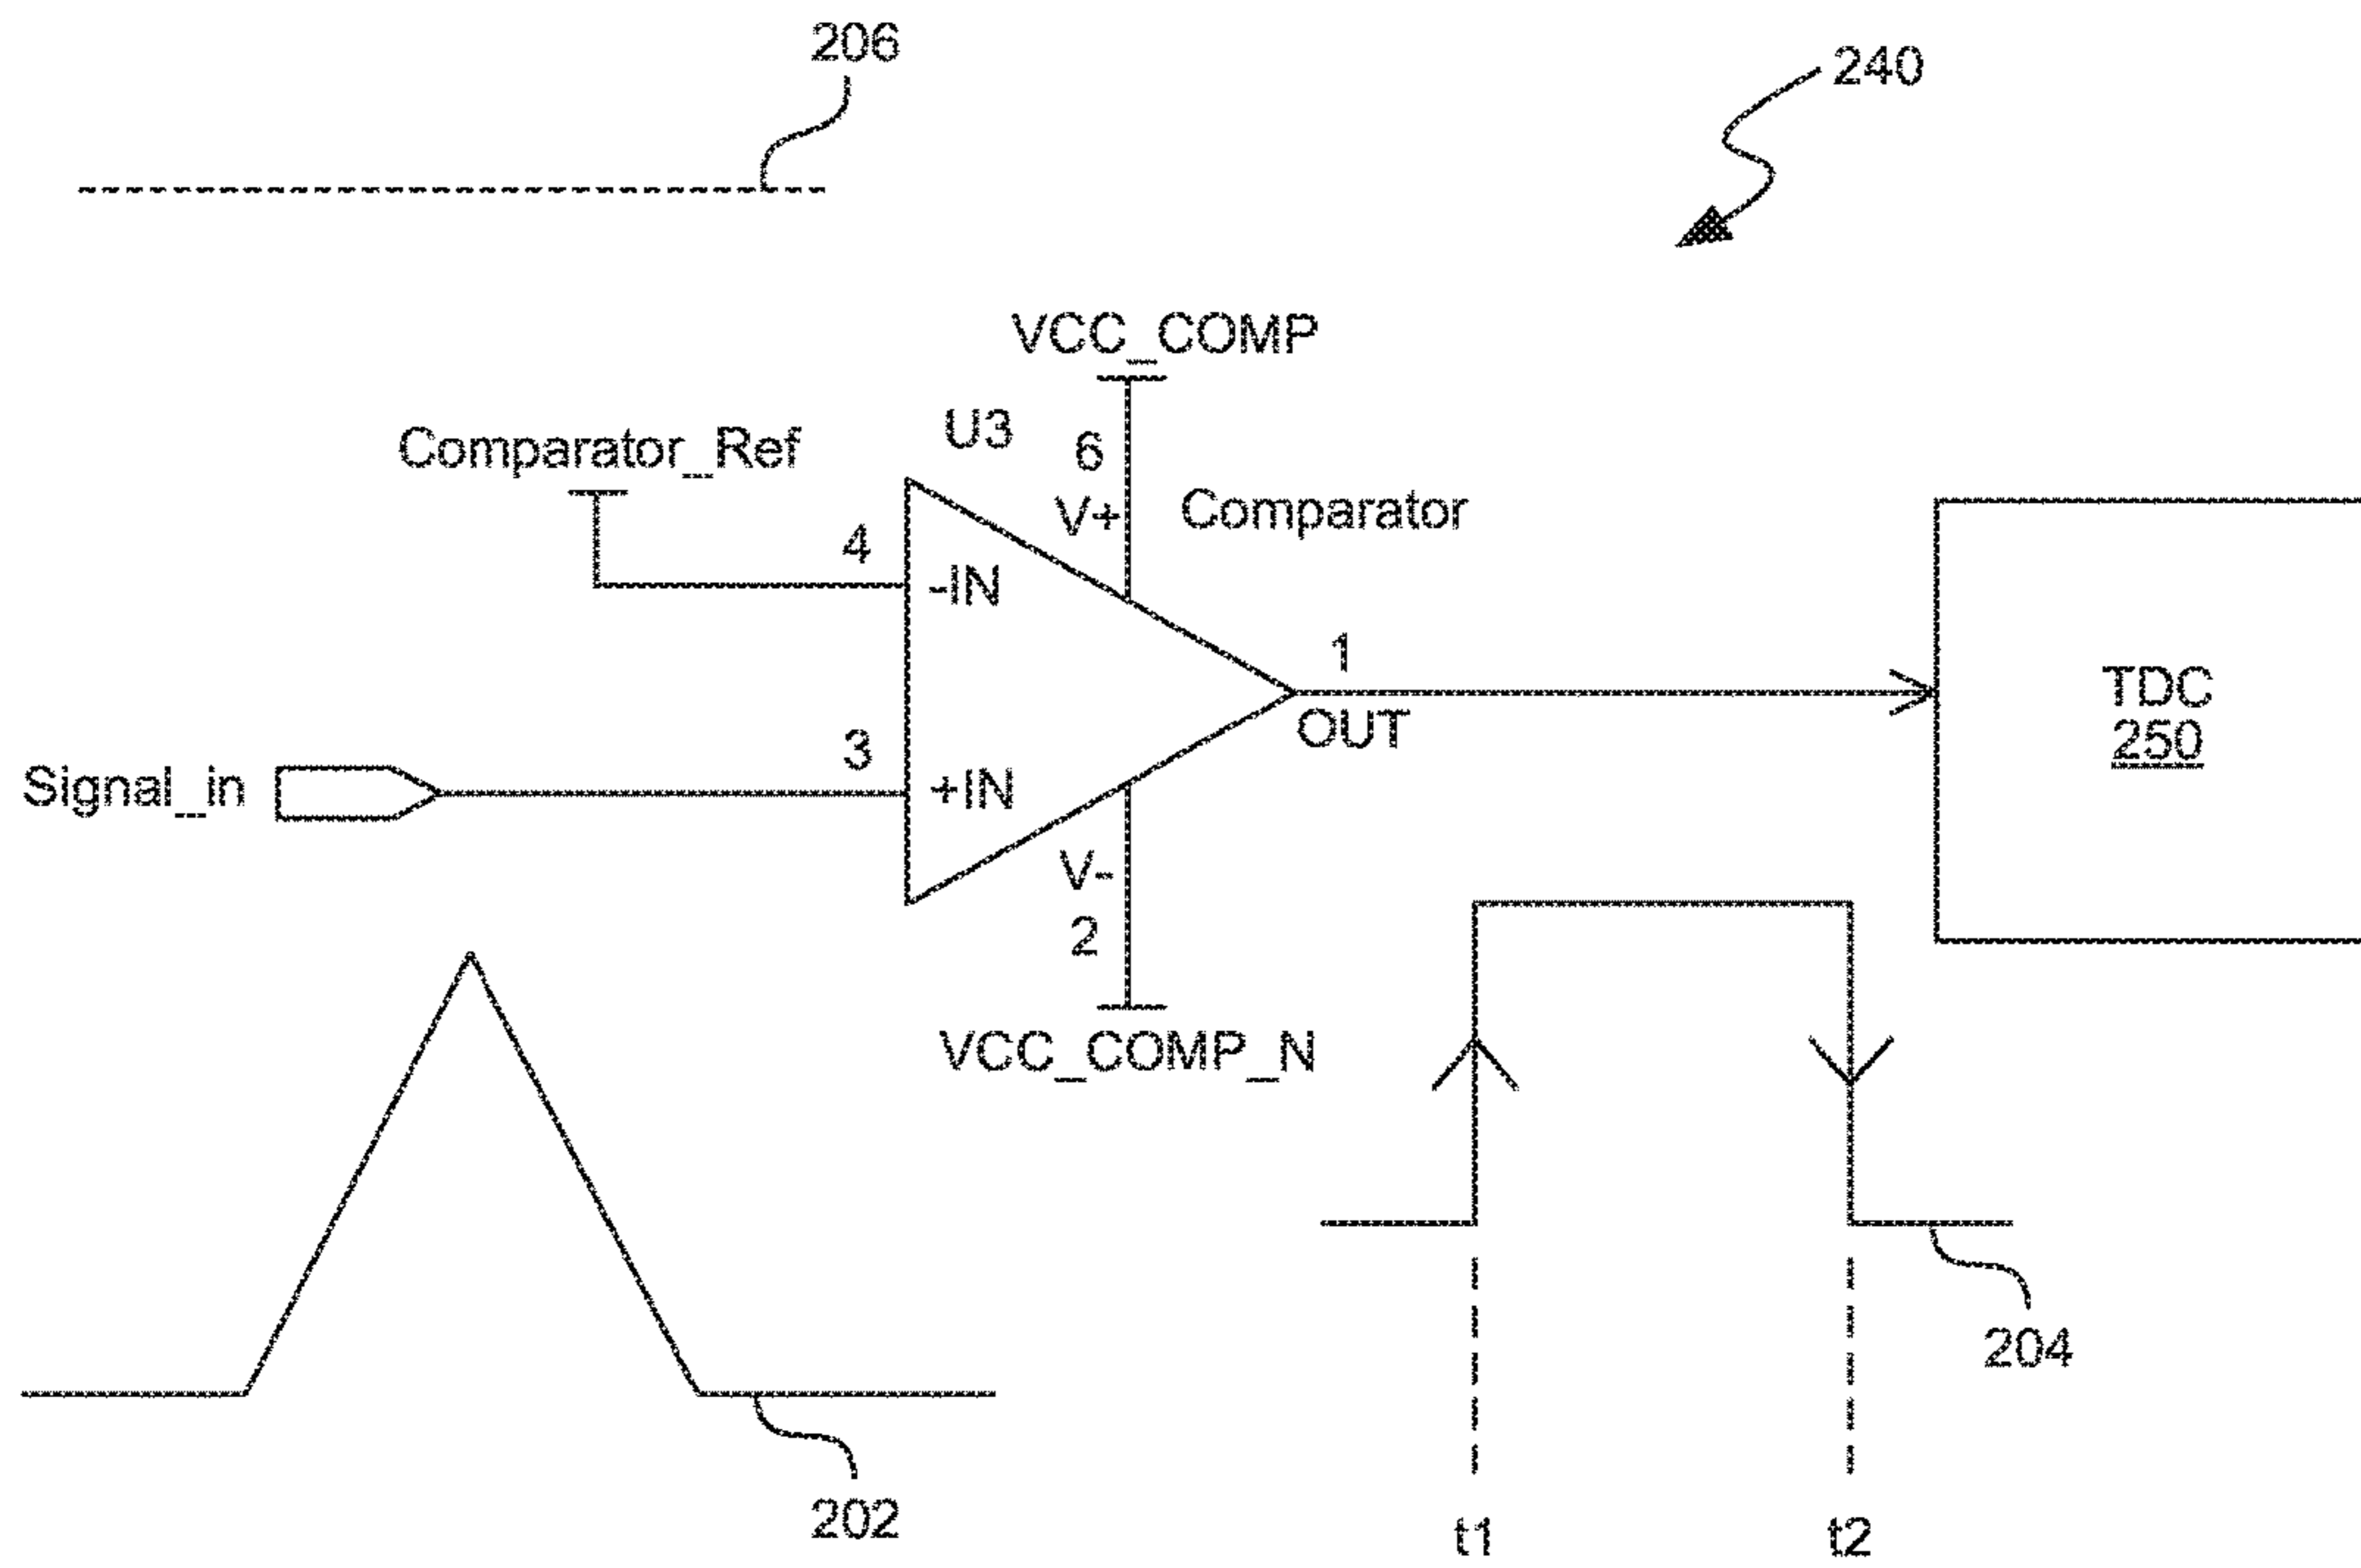 206
240
VCC_COMP
U3
6
Comparator_Ref
V+
Comparator
4
-IN
1
TDC
250
OUT
3
+IN
Signal_in
V-
2
VCC_COMP_N
204
202
t1
t2